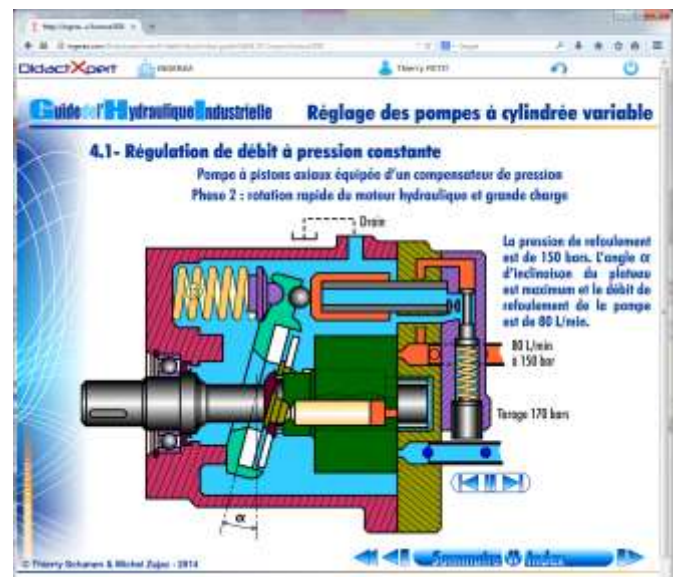 DidactXpert
Thierry PETIT
Guide de l'Hydraulique Industrielle
Réglage des pompes à cylindrée variable
4.1- Régulation de débit à pression constante
Pompe à pistons axiaux équipée d'un compensateur de pression
Phase 2 : rotation rapide du moteur hydraulique et grande charge
Drain
La pression de refoulement
est de 150 bars. L'angle α
d'inclinaison du plateau
est maximum et le débit de
refoulement de la pompe
est de 80 L/min.
80 L/min
à 150 bar
Tarage 170 bars
α
Sommaire
Index
© Thierry Schanen & Michel Zajac - 2014